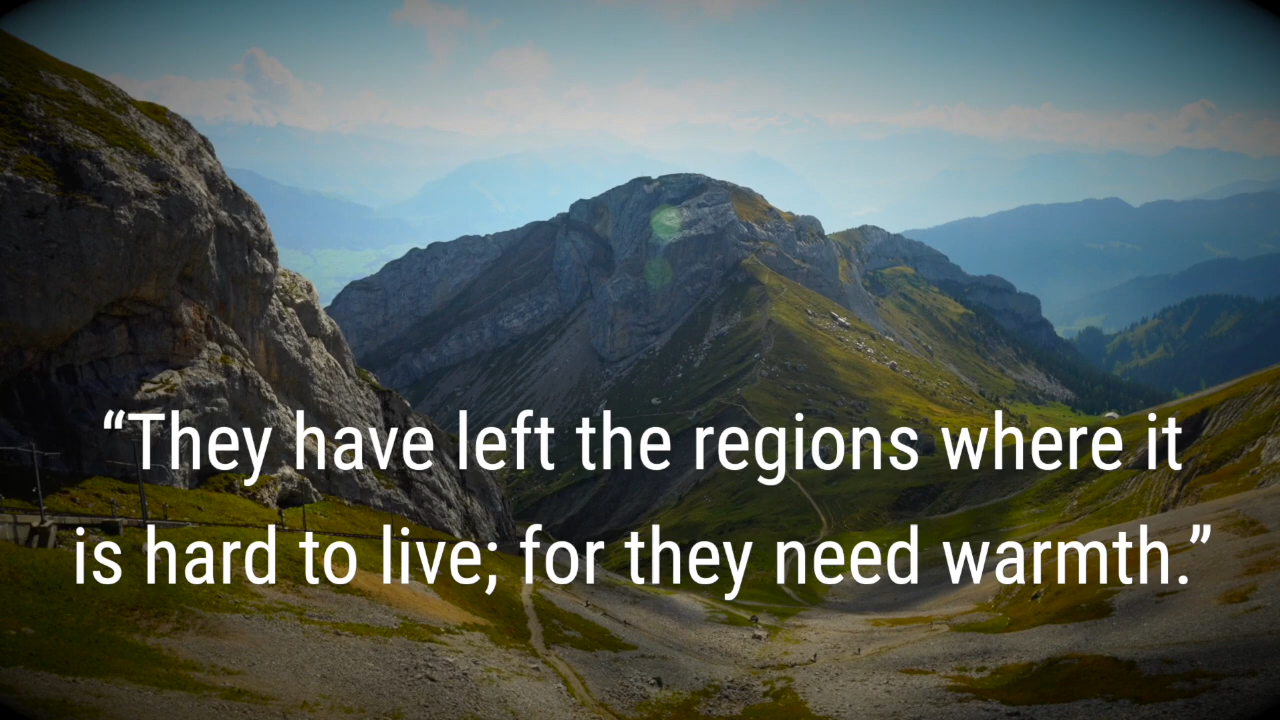 “They have left the regions where it
is hard to live; for they need warmth.”